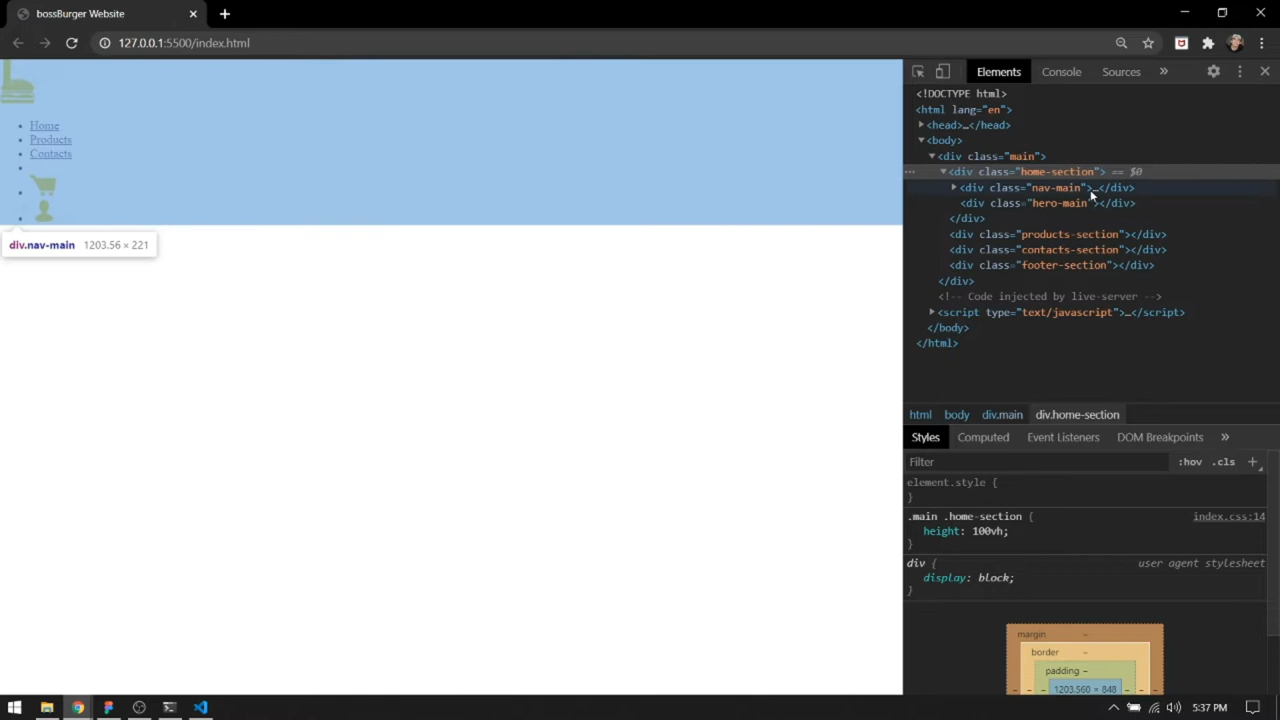 bossBurger Website
127.0.0.1:5500/index.html
Home
Products
Contacts
div.nav-main 1203.56 × 221
Elements Console Sources »
<!DOCTYPE html>
<html lang="en">
<head>…</head>
<body>
<div class="main">
<div class="home-section"> == $0
<div class="nav-main">…</div>
<div class="hero-main"></div>
</div>
<div class="products-section"></div>
<div class="contacts-section"></div>
<div class="footer-section"></div>
</div>
<!-- Code injected by live-server -->
<script type="text/javascript">…</script>
</body>
</html>
html body div.main div.home-section
Styles Computed Event Listeners DOM Breakpoints »
Filter :hov .cls +
element.style {
}
.main .home-section { index.css:14
height: 100vh;
}
div { user agent stylesheet
display: block;
}
margin -
border -
padding -
- - - 1203.560 × 848 - - -
5:37 PM